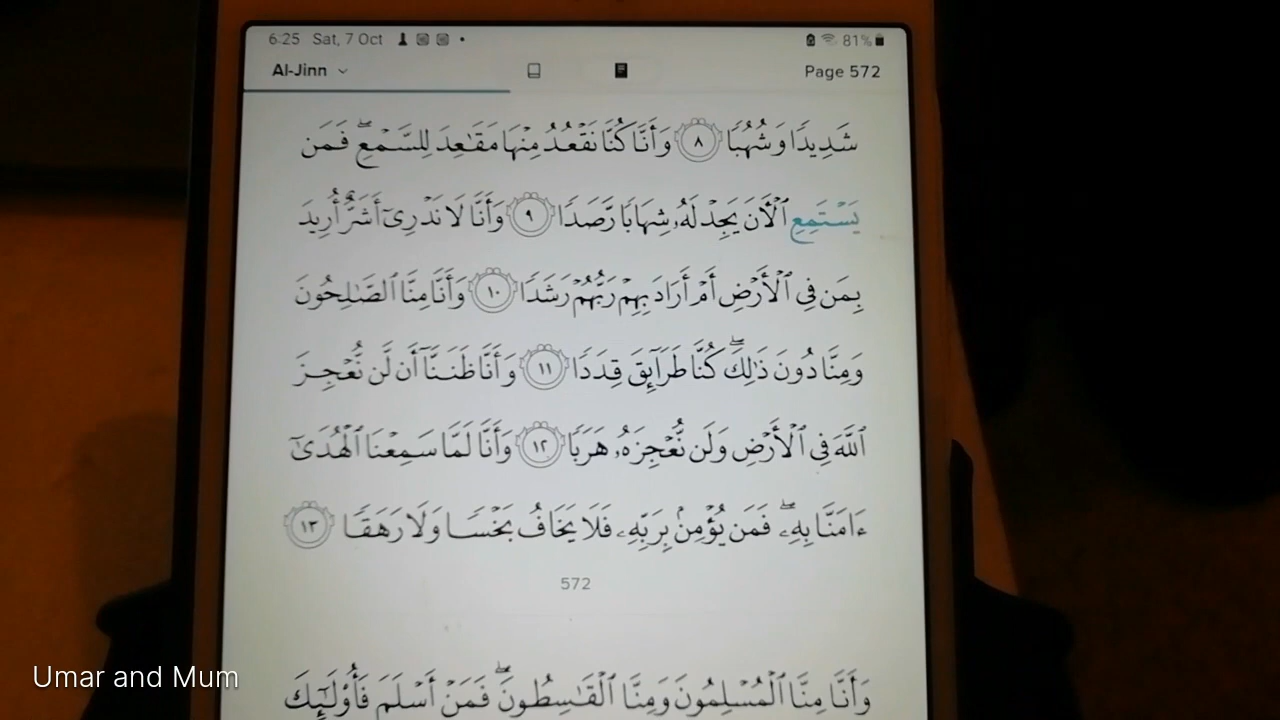 6:25 Sat, 7 Oct 81%
Al-Jinn Page 572
شَدِيدًا وَشُهُبًا ٨ وَأَنَّا كُنَّا نَقْعُدُ مِنْهَا مَقَـٰعِدَ لِلسَّمْعِ ۖ فَمَن
يَسْتَمِعِ ٱلْـَٔانَ يَجِدْ لَهُۥ شِهَابًا رَّصَدًا ٩ وَأَنَّا لَا نَدْرِىٓ أَشَرٌّ أُرِيدَ
بِمَن فِى ٱلْأَرْضِ أَمْ أَرَادَ بِهِمْ رَبُّهُمْ رَشَدًا ١٠ وَأَنَّا مِنَّا ٱلصَّـٰلِحُونَ
وَمِنَّا دُونَ ذَٰلِكَ ۖ كُنَّا طَرَآئِقَ قِدَدًا ١١ وَأَنَّا ظَنَنَّآ أَن لَّن نُّعْجِزَ
ٱللَّهَ فِى ٱلْأَرْضِ وَلَن نُّعْجِزَهُۥ هَرَبًا ١٢ وَأَنَّا لَمَّا سَمِعْنَا ٱلْهُدَىٰٓ
ءَامَنَّا بِهِۦ ۖ فَمَن يُؤْمِنۢ بِرَبِّهِۦ فَلَا يَخَافُ بَخْسًا وَلَا رَهَقًا ١٣
572
وَأَنَّا مِنَّا ٱلْمُسْلِمُونَ وَمِنَّا ٱلْقَـٰسِطُونَ ۖ فَمَنْ أَسْلَمَ فَأُو۟لَـٰٓئِكَ
Umar and Mum